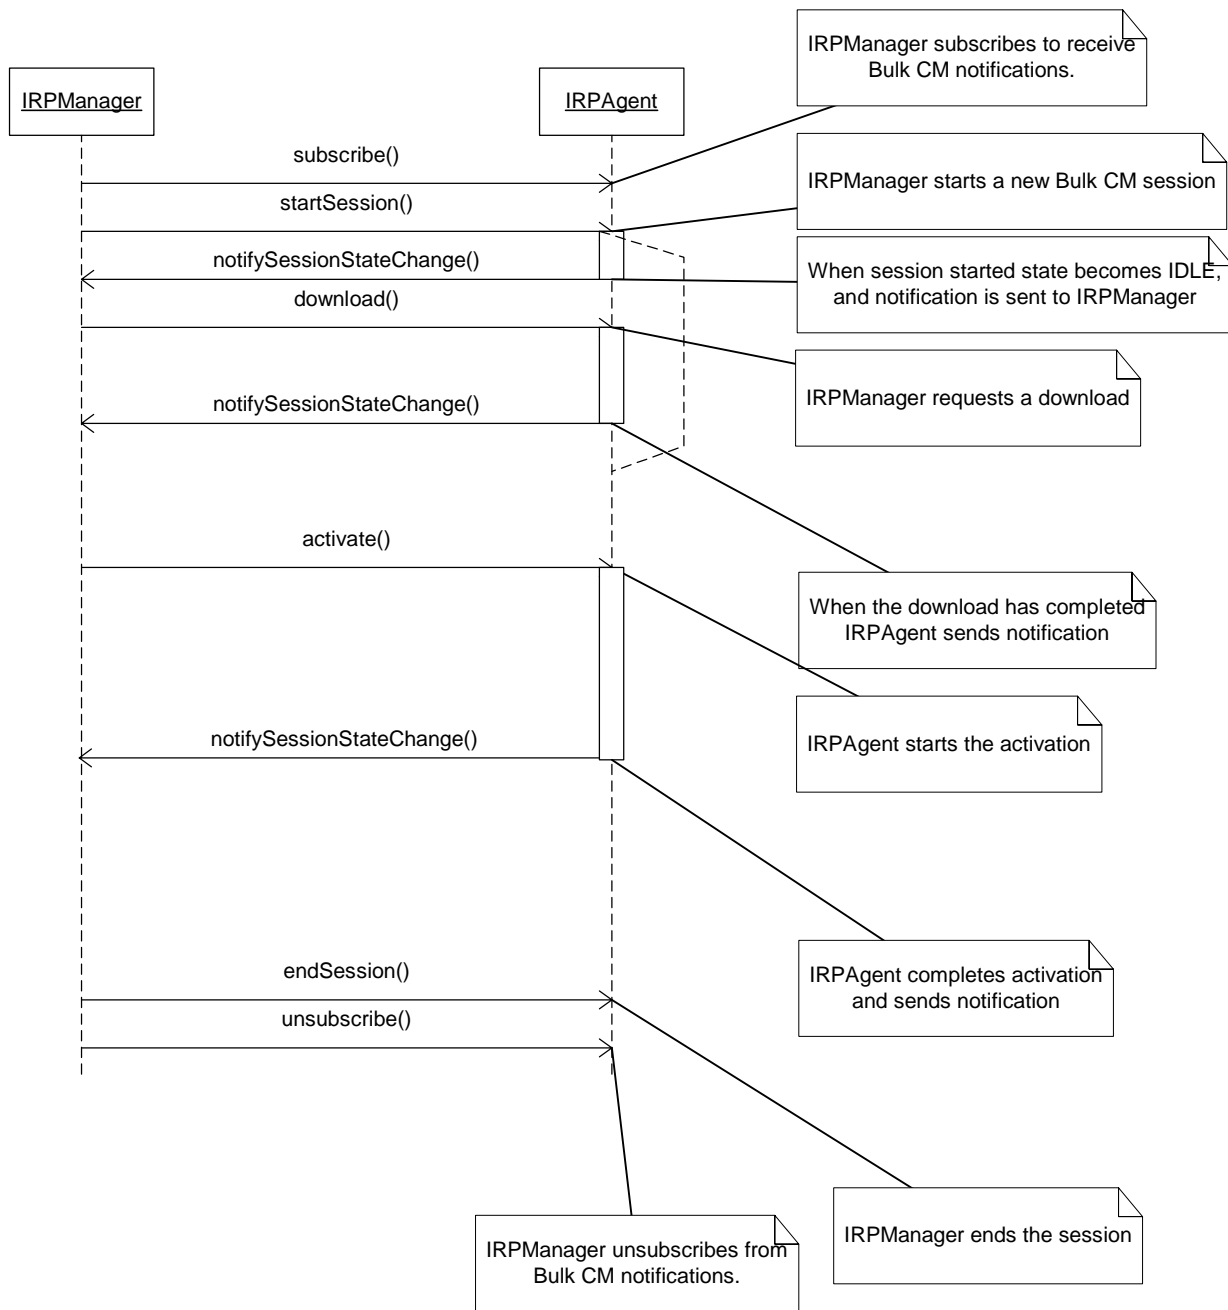 IRPManager subscribes to receive
Bulk CM notifications.
IRPManager
IRPAgent
subscribe()
IRPManager starts a new Bulk CM session
startSession()
notifySessionStateChange()
When session started state becomes IDLE,
and notification is sent to IRPManager
download()
IRPManager requests a download
notifySessionStateChange()
activate()
When the download has completed
IRPAgent sends notification
notifySessionStateChange()
IRPAgent starts the activation
endSession()
IRPAgent completes activation
and sends notification
unsubscribe()
IRPManager ends the session
IRPManager unsubscribes from
Bulk CM notifications.